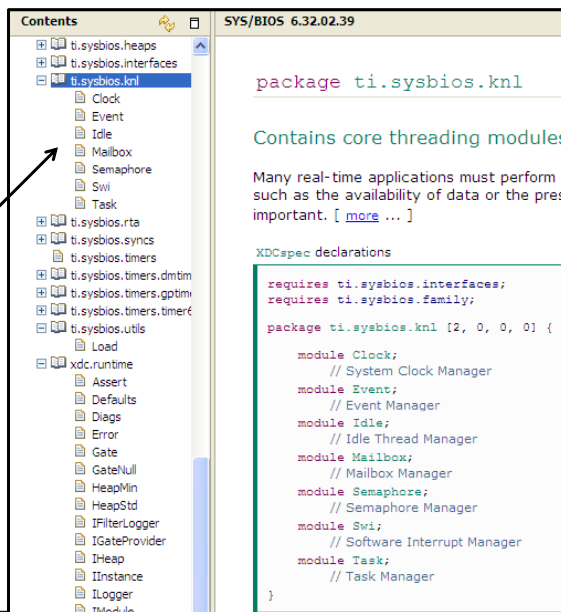 Contents
ti.sysbios.heaps
ti.sysbios.interfaces
ti.sysbios.knl
Clock
Event
Idle
Mailbox
Semaphore
Swi
Task
ti.sysbios.rta
ti.sysbios.syncs
ti.sysbios.timers
ti.sysbios.timers.dmtim
ti.sysbios.timers.gptim
ti.sysbios.timers.timer6
ti.sysbios.utils
Load
xdc.runtime
Assert
Defaults
Diags
Error
Gate
GateNull
HeapMin
HeapStd
IFilterLogger
IGateProvider
IHeap
IInstance
ILogger
IModule
SYS/BIOS 6.32.02.39
package ti.sysbios.knl
Contains core threading modules
Many real-time applications must perform
such as the availability of data or the pres
important. [ more ... ]
XDCspec declarations
requires ti.sysbios.interfaces;
requires ti.sysbios.family;
package ti.sysbios.knl [2, 0, 0, 0] {
module Clock;
// System Clock Manager
module Event;
// Event Manager
module Idle;
// Idle Thread Manager
module Mailbox;
// Mailbox Manager
module Semaphore;
// Semaphore Manager
module Swi;
// Software Interrupt Manager
module Task;
// Task Manager
}